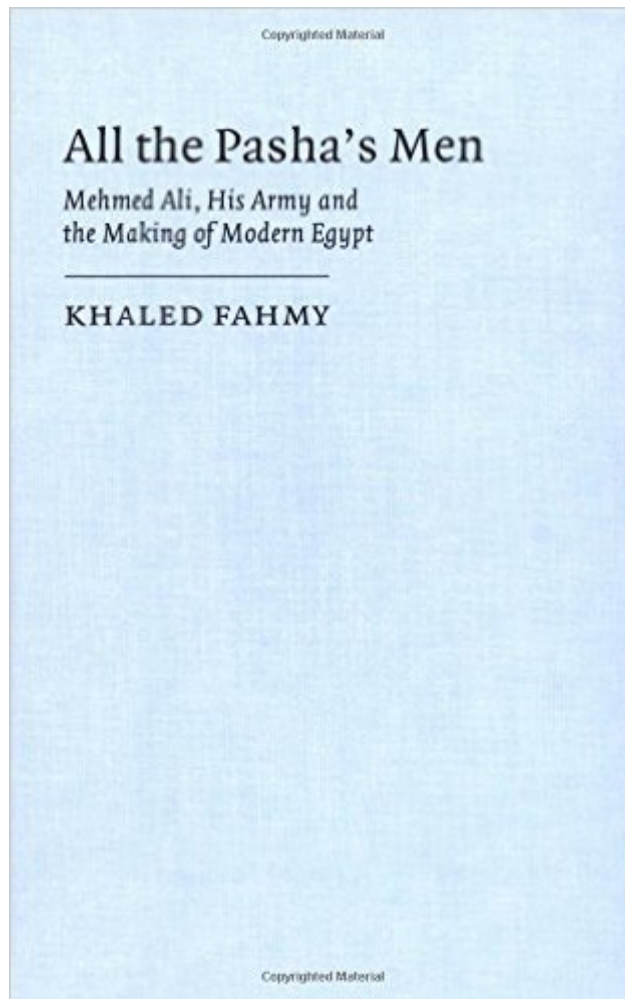 Copyrighted Material
All the Pasha's Men
Mehmed Ali, His Army and
the Making of Modern Egypt
KHALED FAHMY
Copyrighted Material